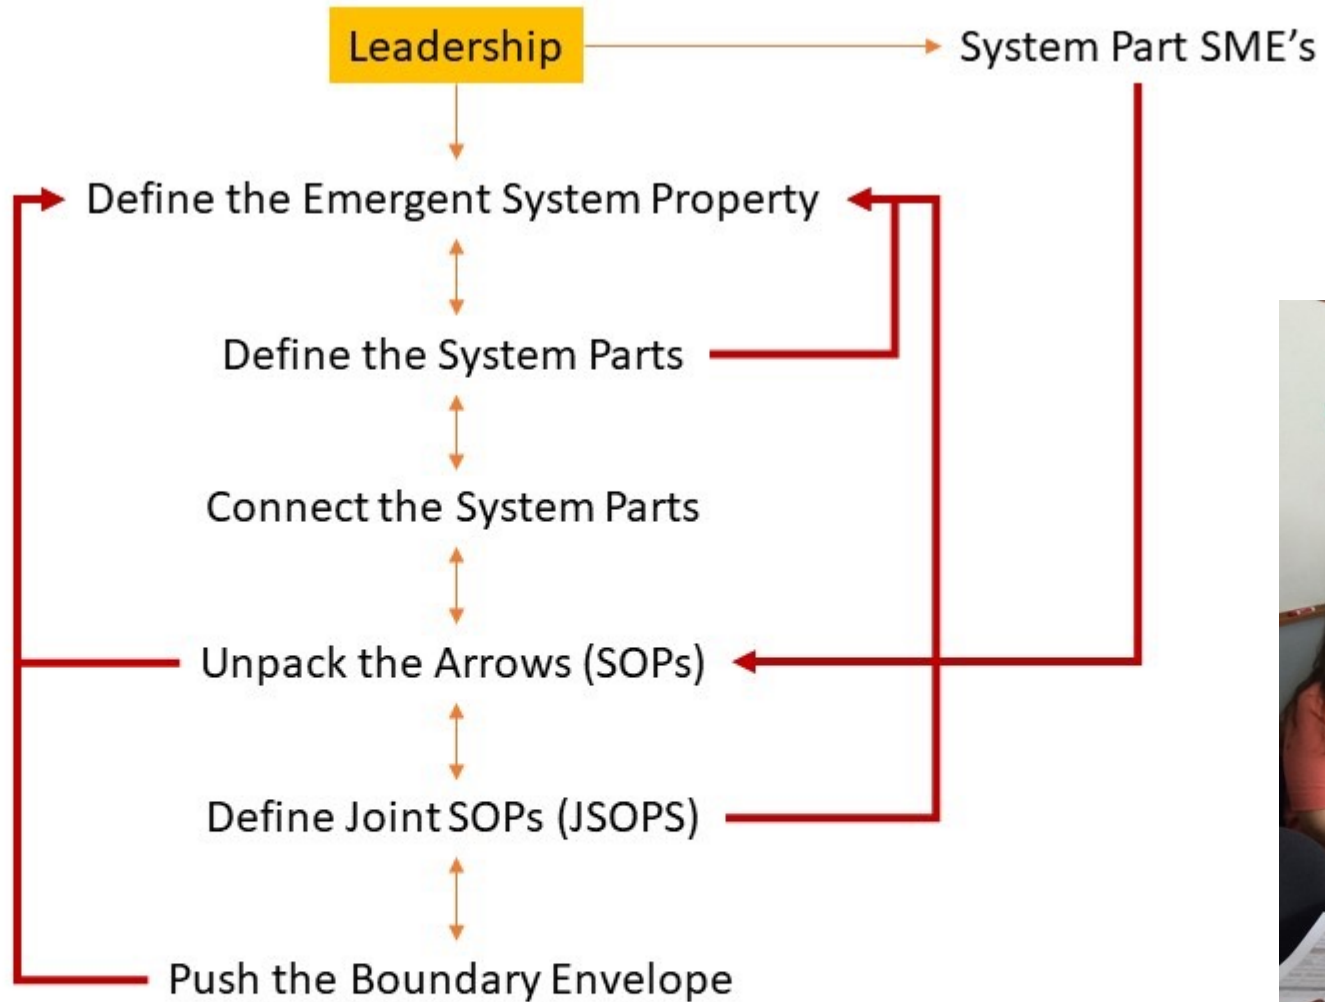 Leadership
System Part SME’s
Define the Emergent System Property
Define the System Parts
Connect the System Parts
Unpack the Arrows (SOPs)
Define Joint SOPs (JSOPS)
Push the Boundary Envelope